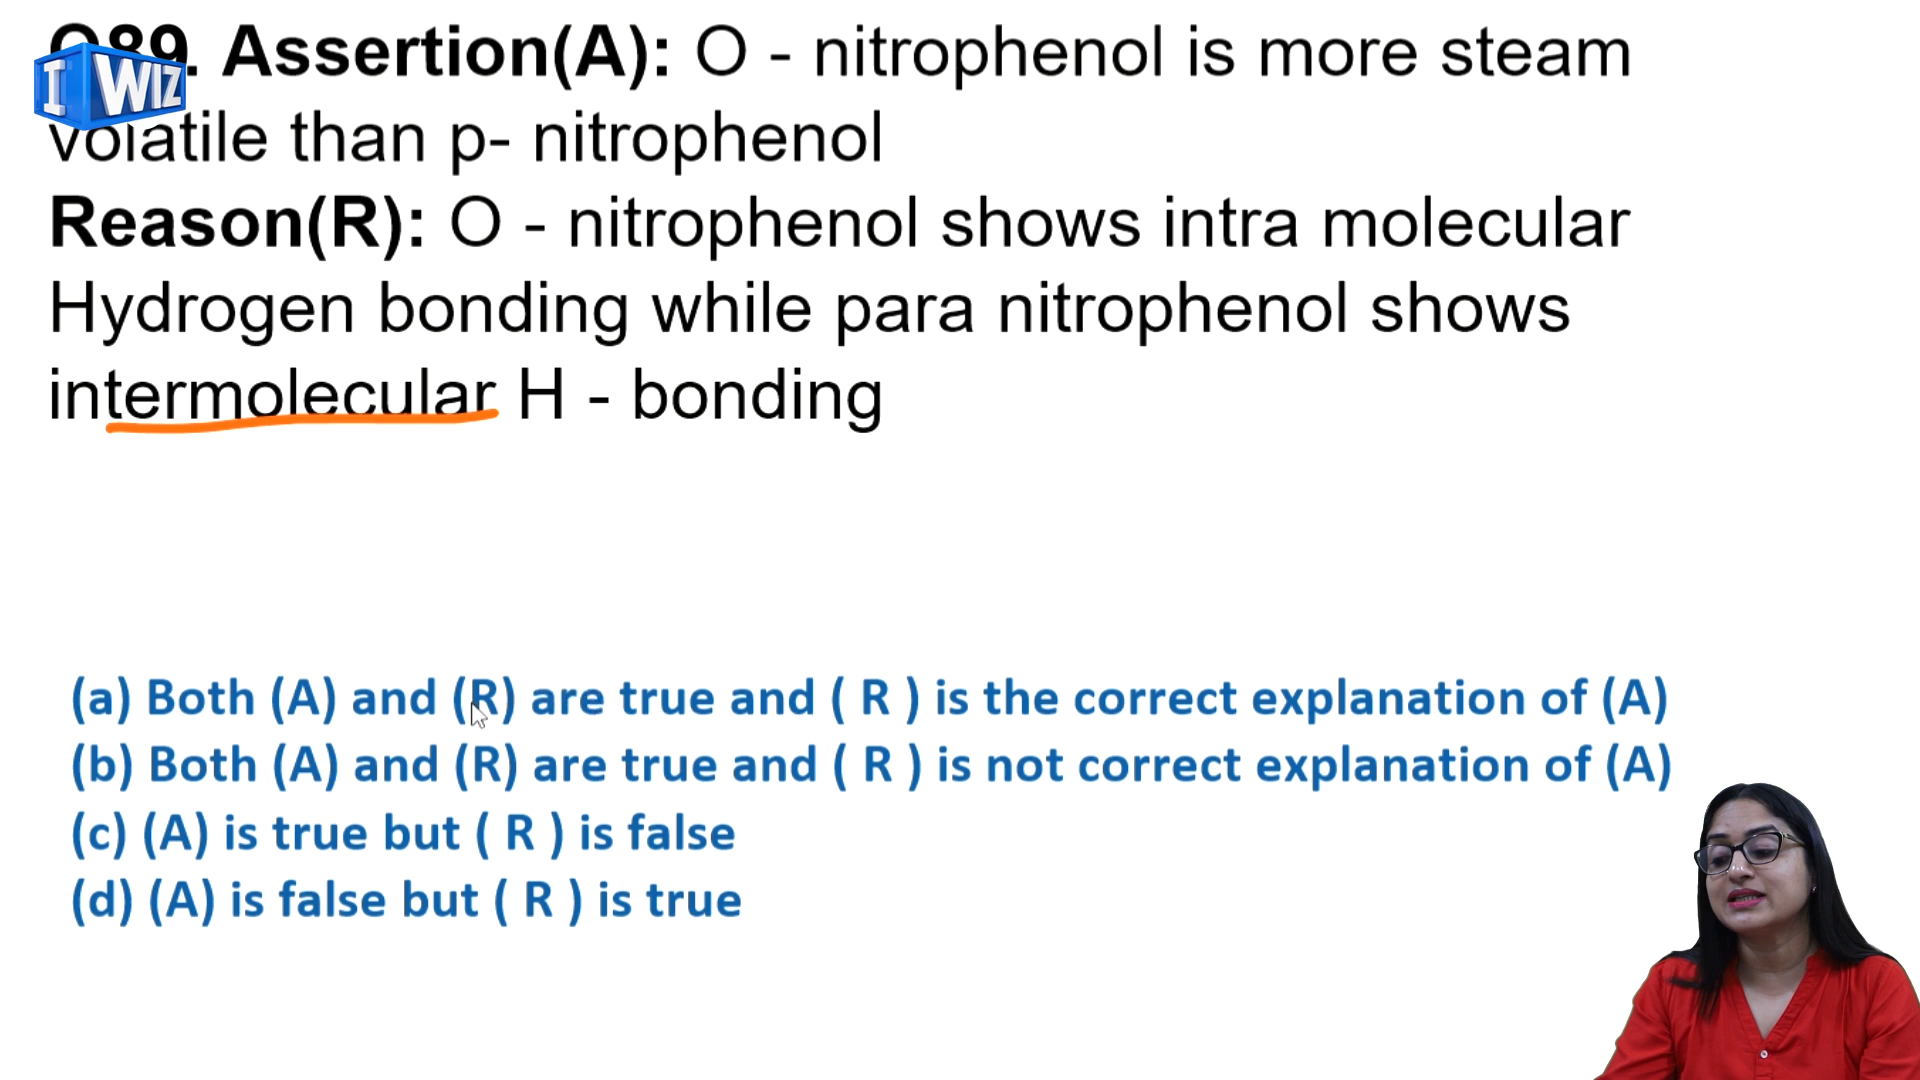 Q89. Assertion(A): O - nitrophenol is more steam
I WIZ
volatile than p- nitrophenol
Reason(R): O - nitrophenol shows intra molecular
Hydrogen bonding while para nitrophenol shows
intermolecular H - bonding
(a) Both (A) and (R) are true and ( R ) is the correct explanation of (A)
(b) Both (A) and (R) are true and ( R ) is not correct explanation of (A)
(c) (A) is true but ( R ) is false
(d) (A) is false but ( R ) is true